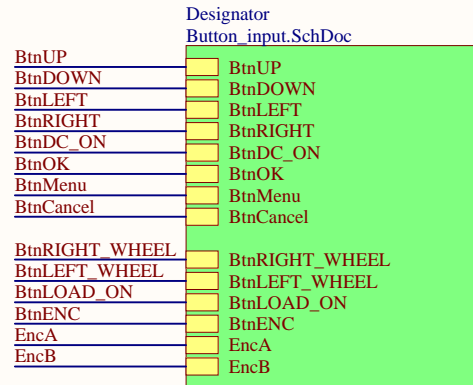 Designator
Button_input.SchDoc
BtnUP BtnUP
BtnDOWN BtnDOWN
BtnLEFT BtnLEFT
BtnRIGHT BtnRIGHT
BtnDC_ON BtnDC_ON
BtnOK BtnOK
BtnMenu BtnMenu
BtnCancel BtnCancel
BtnRIGHT_WHEEL BtnRIGHT_WHEEL
BtnLEFT_WHEEL BtnLEFT_WHEEL
BtnLOAD_ON BtnLOAD_ON
BtnENC BtnENC
EncA EncA
EncB EncB